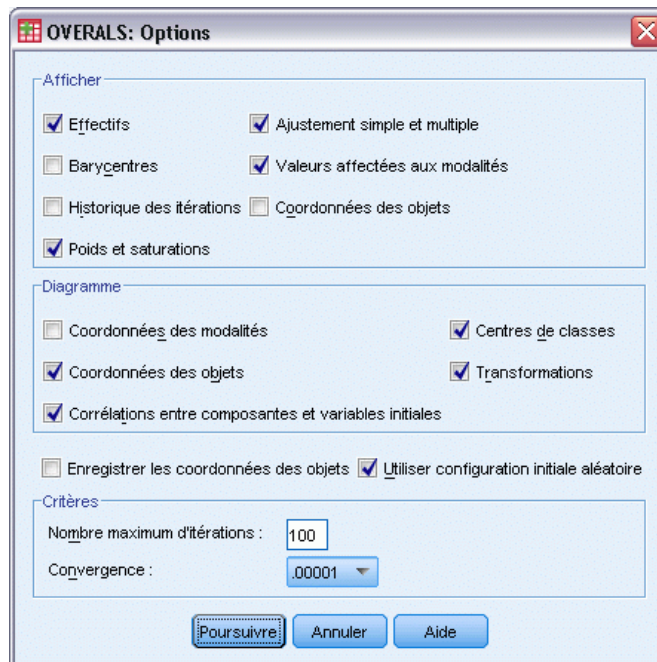 OVERALS: Options
Afficher
Effectifs
Ajustement simple et multiple
Barycentres
Valeurs affectées aux modalités
Historique des itérations
Coordonnées des objets
Poids et saturations
Diagramme
Coordonnées des modalités
Centres de classes
Coordonnées des objets
Transformations
Corrélations entre composantes et variables initiales
Enregistrer les coordonnées des objets
Utiliser configuration initiale aléatoire
Critères
Nombre maximum d'itérations : 100
Convergence : .00001
Poursuivre
Annuler
Aide